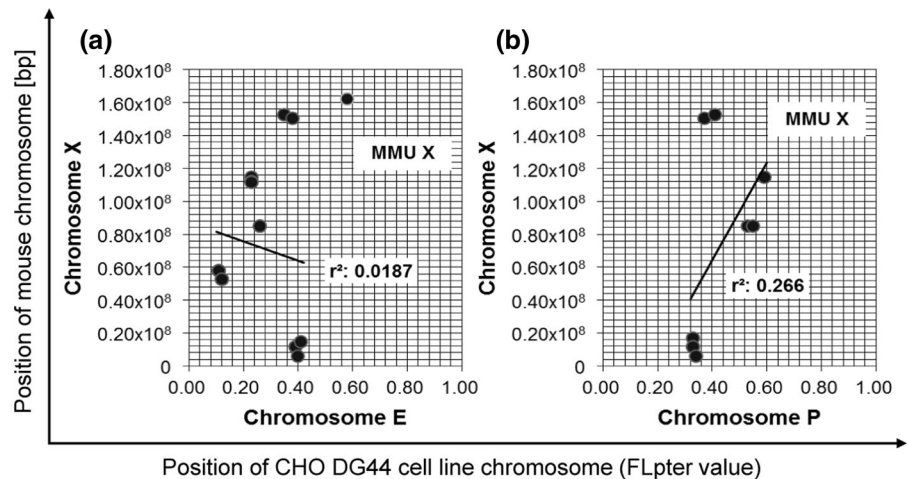 (a)
(b)
Position of mouse chromosome [bp]
Chromosome X
1.80x10⁸
1.60x10⁸
1.40x10⁸
1.20x10⁸
1.00x10⁸
0.80x10⁸
0.60x10⁸
0.40x10⁸
0.20x10⁸
0
MMU X
r²: 0.0187
0.00 0.20 0.40 0.60 0.80 1.00
Chromosome E
Chromosome X
1.80x10⁸
1.60x10⁸
1.40x10⁸
1.20x10⁸
1.00x10⁸
0.80x10⁸
0.60x10⁸
0.40x10⁸
0.20x10⁸
0
MMU X
r²: 0.266
0.00 0.20 0.40 0.60 0.80 1.00
Chromosome P
Position of CHO DG44 cell line chromosome (FLpter value)